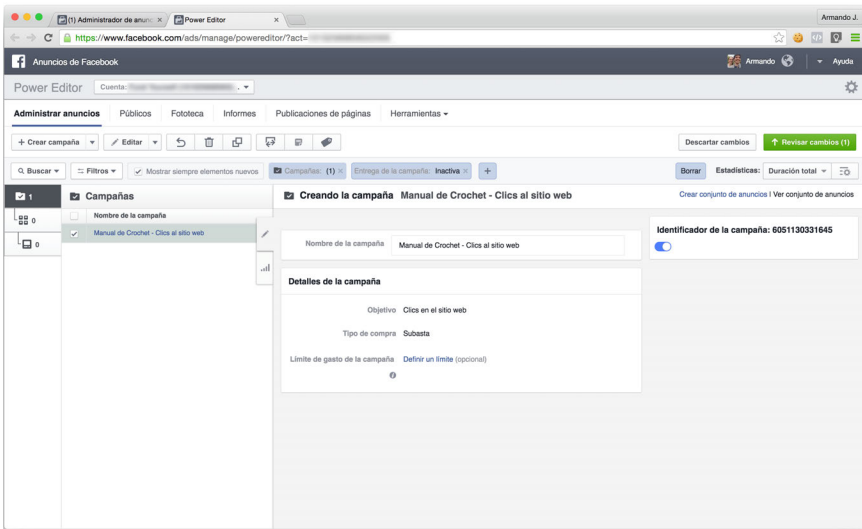 (1) Administrador de anunc
Power Editor
Armando J.
https://www.facebook.com/ads/manage/powereditor/?act=
Anuncios de Facebook
Armando
Ayuda
Power Editor
Cuenta:
Administrar anuncios
Públicos
Fototeca
Informes
Publicaciones de páginas
Herramientas
+ Crear campaña
Editar
Descartar cambios
Revisar cambios (1)
Buscar
Filtros
Mostrar siempre elementos nuevos
Campañas: (1) ×
Entrega de la campaña: Inactiva ×
+
Borrar
Estadísticas:
Duración total
1
Campañas
Creando la campaña Manual de Crochet - Clics al sitio web
Crear conjunto de anuncios | Ver conjunto de anuncios
0
Nombre de la campaña
0
Manual de Crochet - Clics al sitio web
Nombre de la campaña
Manual de Crochet - Clics al sitio web
Identificador de la campaña: 6051130331645
Detalles de la campaña
Objetivo Clics en el sitio web
Tipo de compra Subasta
Límite de gasto de la campaña Definir un límite (opcional)